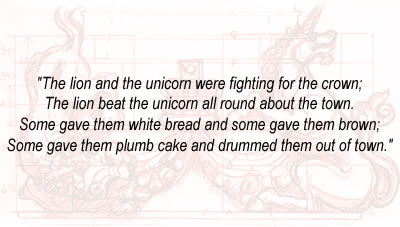 "The lion and the unicorn were fighting for the crown;
The lion beat the unicorn all round about the town.
Some gave them white bread and some gave them brown;
Some gave them plumb cake and drummed them out of town."